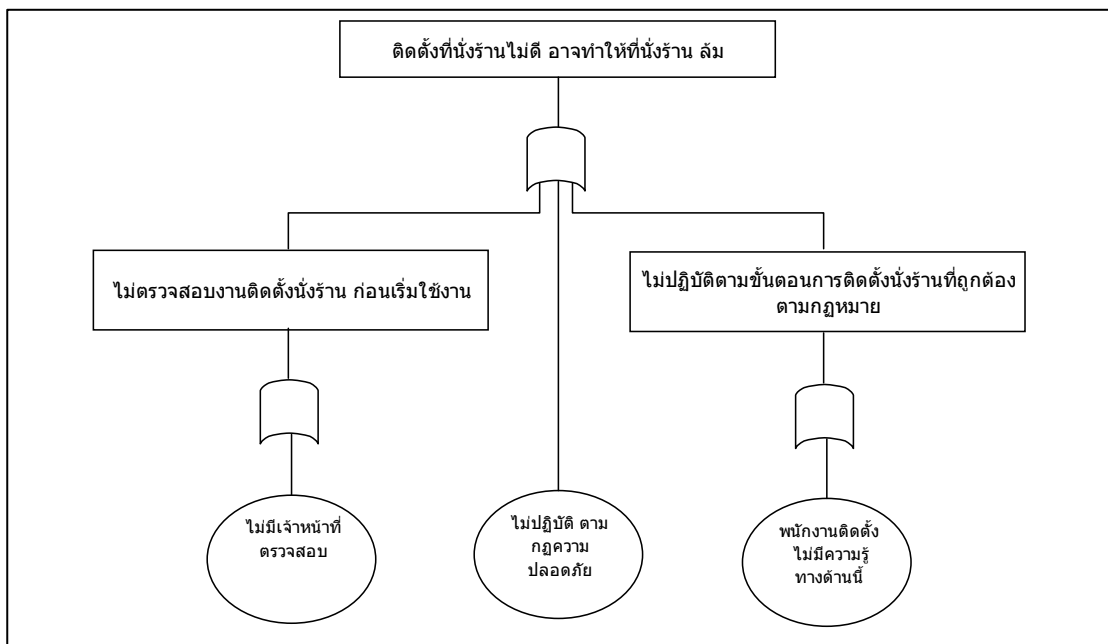 ติดตั้งที่นั่งร้านไม่ดี อาจทำให้ที่นั่งร้าน ล้ม
ไม่ตรวจสอบงานติดตั้งนั่งร้าน ก่อนเริ่มใช้งาน
ไม่ปฏิบัติตามขั้นตอนการติดตั้งนั่งร้านที่ถูกต้อง
ตามกฎหมาย
ไม่มีเจ้าหน้าที่
ตรวจสอบ
ไม่ปฏิบัติ ตาม
กฎความ
ปลอดภัย
พนักงานติดตั้ง
ไม่มีความรู้
ทางด้านนี้